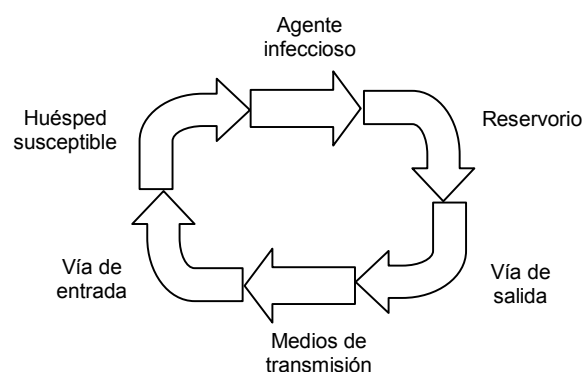 Agente
infeccioso
Reservorio
Vía de
salida
Medios de
transmisión
Vía de
entrada
Huésped
susceptible